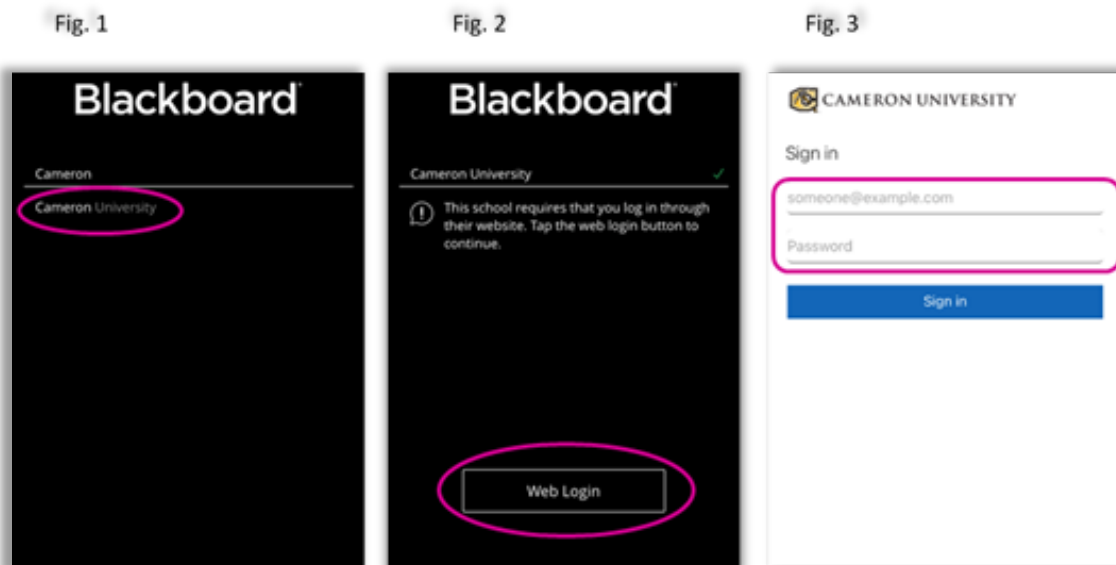 Fig. 1
Fig. 2
Fig. 3
Blackboard
Cameron
Cameron University
Blackboard
Cameron University
This school requires that you log in through
their website. Tap the web login button to
continue.
Web Login
CAMERON UNIVERSITY
Sign in
someone@example.com
Password
Sign in